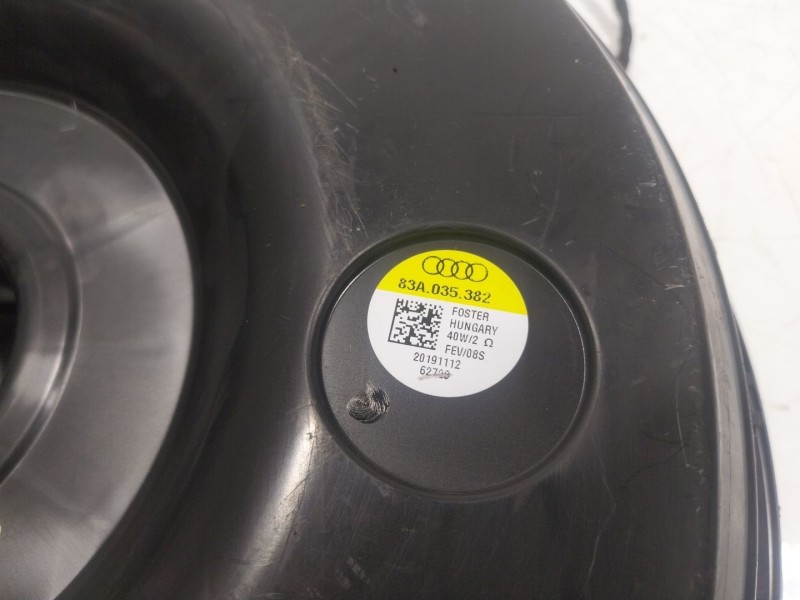 83A.035.382
FOSTER
HUNGARY
40W/2 Ω
FEV/08S
20191112